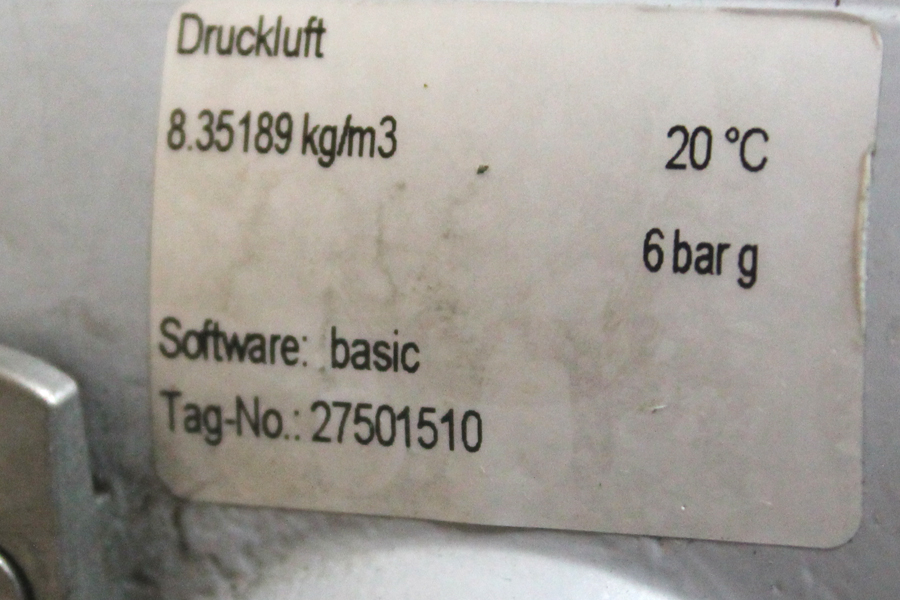 Druckluft
8.35189 kg/m3 20 °C
6 bar g
Software: basic
Tag-No.: 27501510